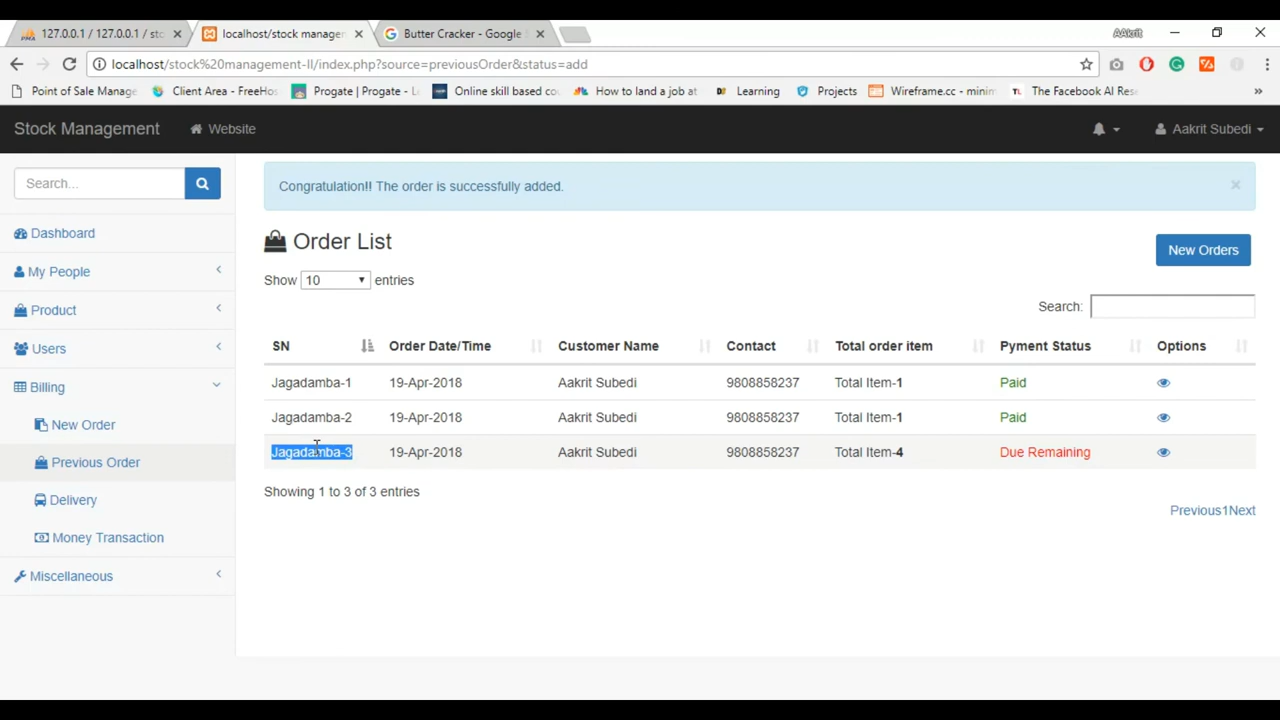 127.0.0.1 / 127.0.0.1 / sto
localhost/stock managem
Butter Cracker - Google
AAkrit
localhost/stock%20management-II/index.php?source=previousOrder&status=add
Point of Sale Manage
Client Area - FreeHos
Progate | Progate - L
Online skill based co
How to land a job at
Learning
Projects
Wireframe.cc - minim
The Facebook AI Rese
»
Stock Management
Website
Aakrit Subedi
Search...
Congratulation!! The order is successfully added.
×
Dashboard
My People
Product
Users
Billing
New Order
Previous Order
Delivery
Money Transaction
Miscellaneous
Order List
New Orders
Show 10 entries
Search:
SN Order Date/Time Customer Name Contact Total order item Pyment Status Options
Jagadamba-1 19-Apr-2018 Aakrit Subedi 9808858237 Total Item-1 Paid
Jagadamba-2 19-Apr-2018 Aakrit Subedi 9808858237 Total Item-1 Paid
Jagadamba-3 19-Apr-2018 Aakrit Subedi 9808858237 Total Item-4 Due Remaining
Showing 1 to 3 of 3 entries
Previous1Next